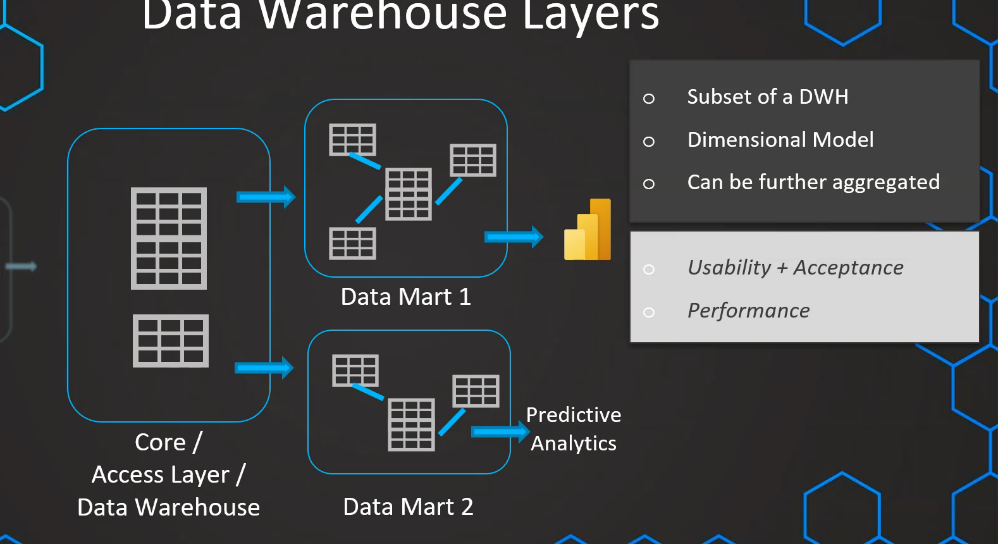 Data Warehouse Layers
Subset of a DWH
Dimensional Model
Can be further aggregated
Usability + Acceptance
Performance
Data Mart 1
Predictive
Analytics
Core /
Access Layer /
Data Warehouse
Data Mart 2